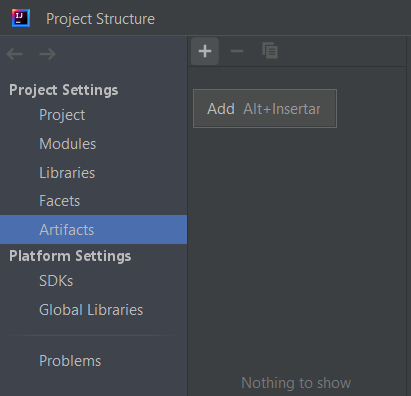 Project Structure
Project Settings
Project
Modules
Libraries
Facets
Artifacts
Platform Settings
SDKs
Global Libraries
Problems
Add Alt+Insertar
Nothing to show